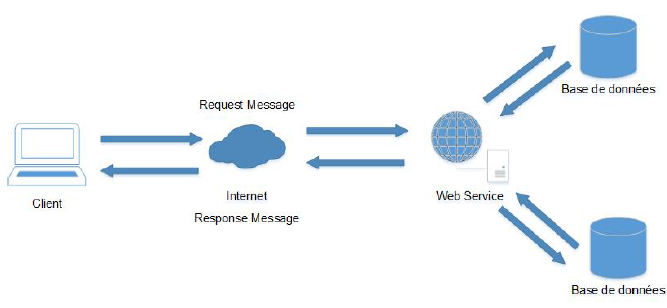 Base de données
Request Message
Client
Internet
Web Service
Response Message
Base de données